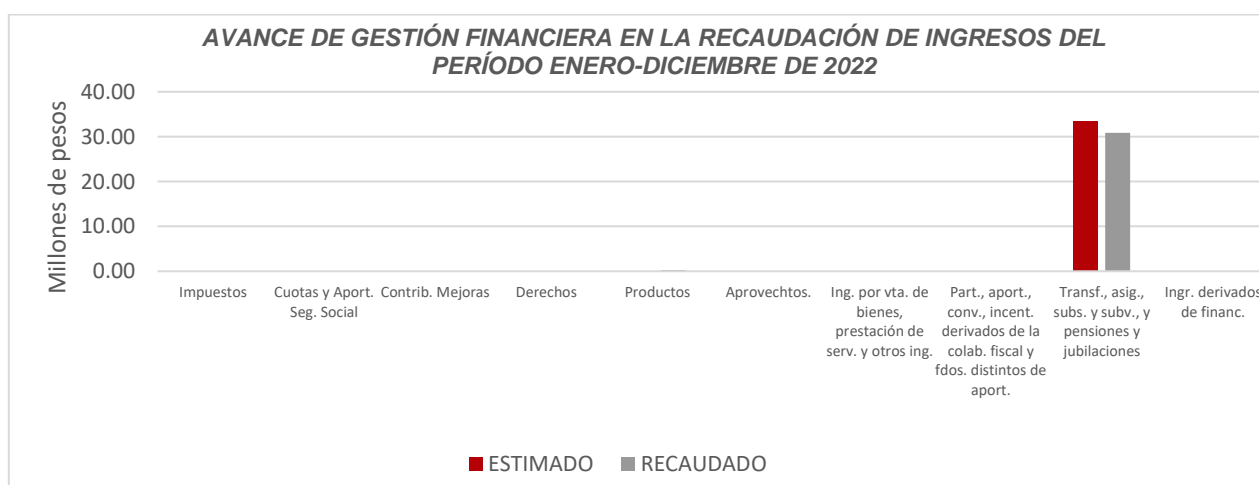 AVANCE DE GESTIÓN FINANCIERA EN LA RECAUDACIÓN DE INGRESOS DEL
PERÍODO ENERO-DICIEMBRE DE 2022
Millones de pesos
40.00
30.00
20.00
10.00
0.00
Impuestos
Cuotas y Aport.
Seg. Social
Contrib. Mejoras
Derechos
Productos
Aprovechtos.
Ing. por vta. de
bienes,
prestación de
serv. y otros ing.
Part., aport.,
conv., incent.
derivados de la
colab. fiscal y
fdos. distintos de
aport.
Transf., asig.,
subs. y subv., y
pensiones y
jubilaciones
Ingr. derivados
de financ.
ESTIMADO
RECAUDADO